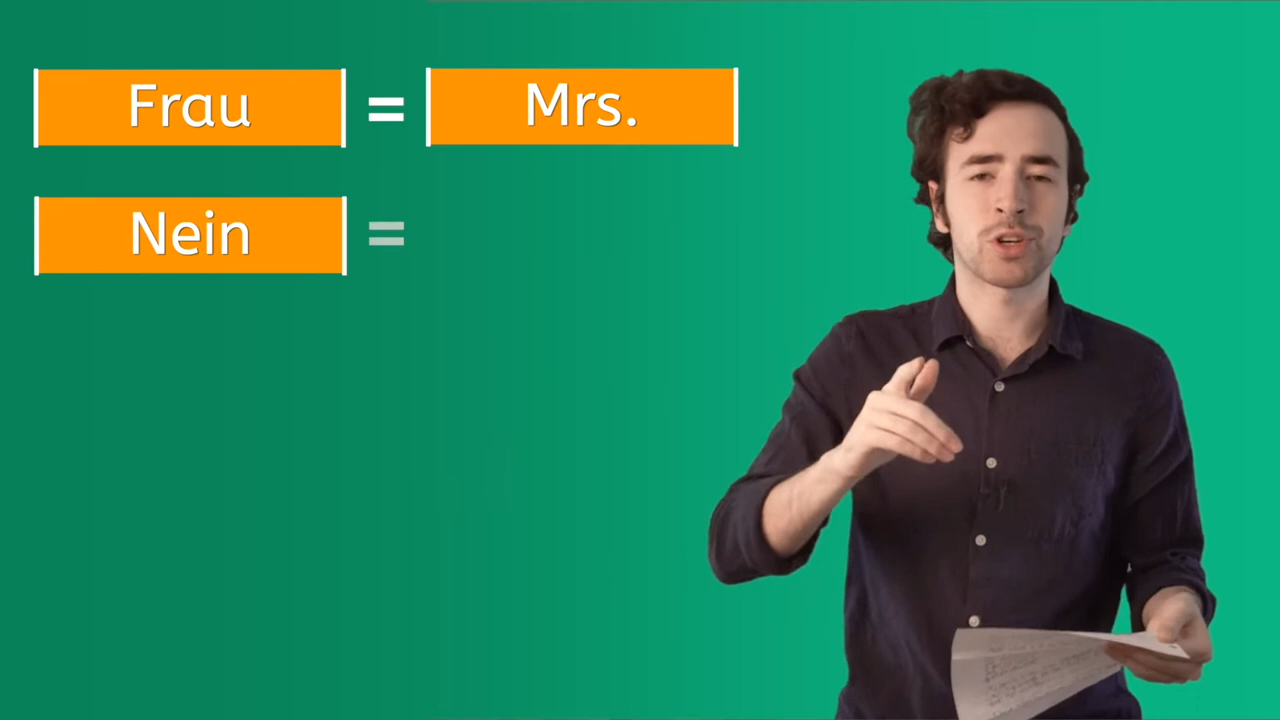 Frau = Mrs.
Nein =